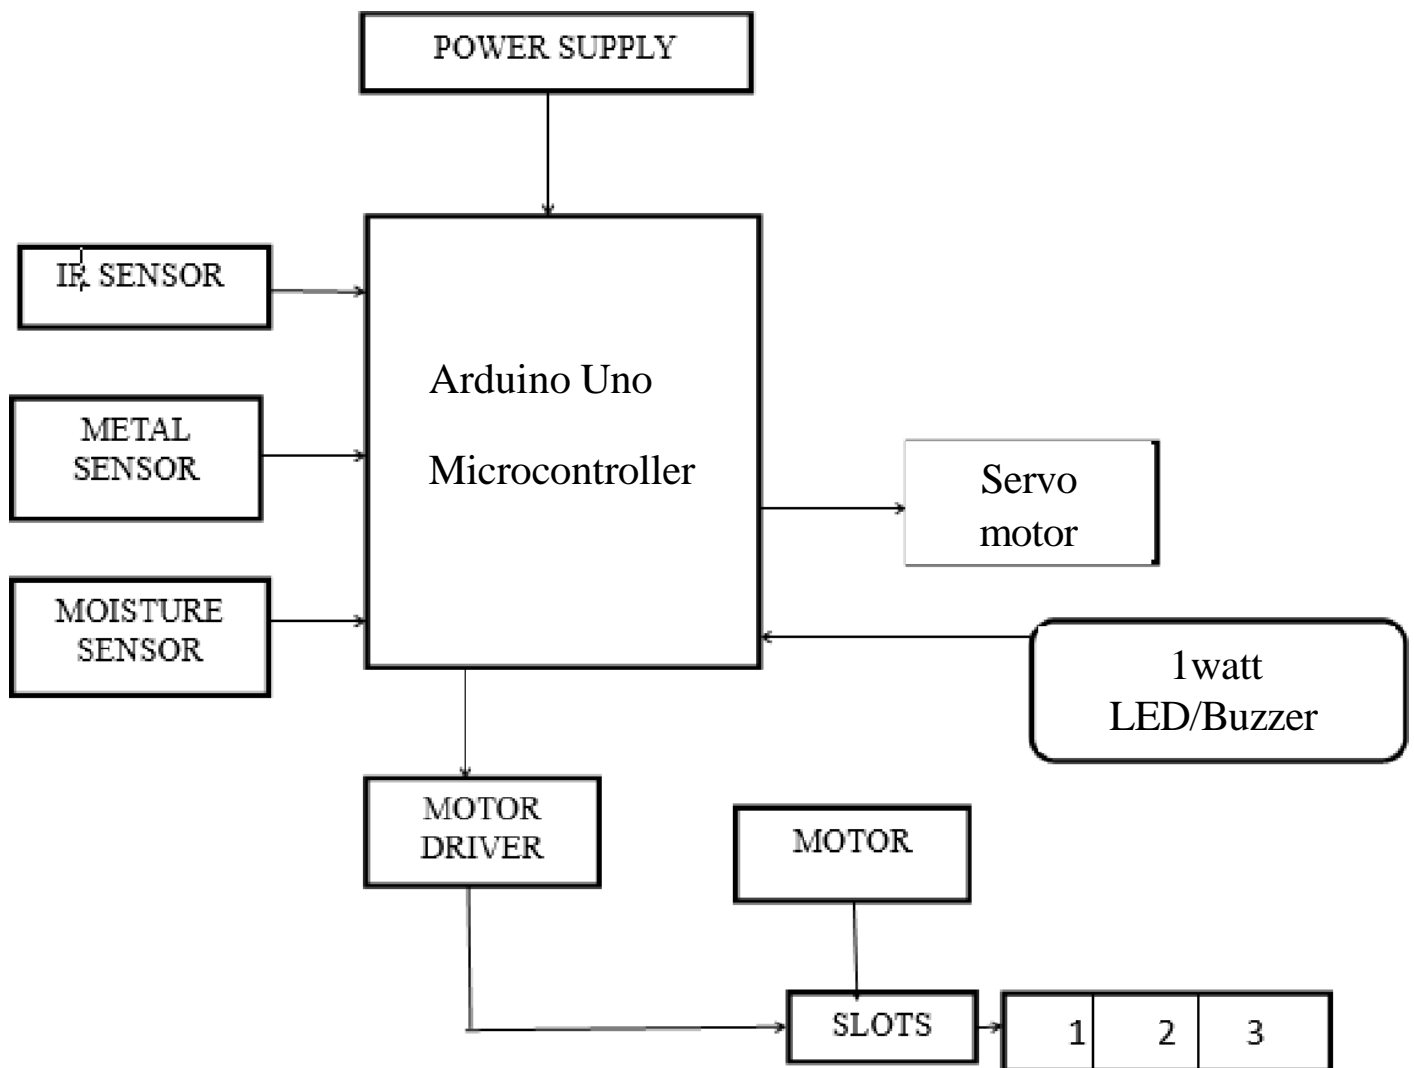 POWER SUPPLY
IR SENSOR
Arduino Uno
Microcontroller
METAL
SENSOR
Servo
motor
MOISTURE
SENSOR
1watt
LED/Buzzer
MOTOR
DRIVER
MOTOR
SLOTS
1 2 3